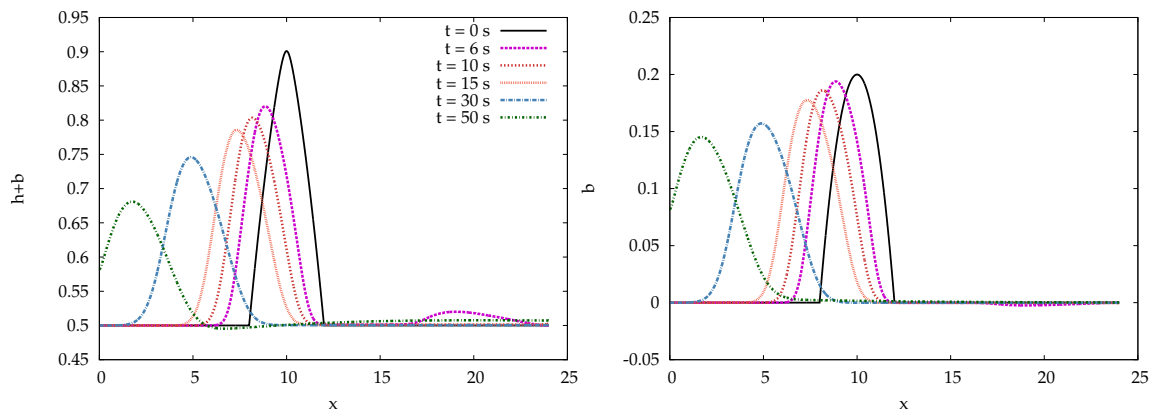 0.95
0.9
0.85
0.8
0.75
0.7
0.65
0.6
0.55
0.5
0.45
h+b
0 5 10 15 20 25
x
t = 0 s
t = 6 s
t = 10 s
t = 15 s
t = 30 s
t = 50 s
0.25
0.2
0.15
0.1
0.05
0
-0.05
b
0 5 10 15 20 25
x